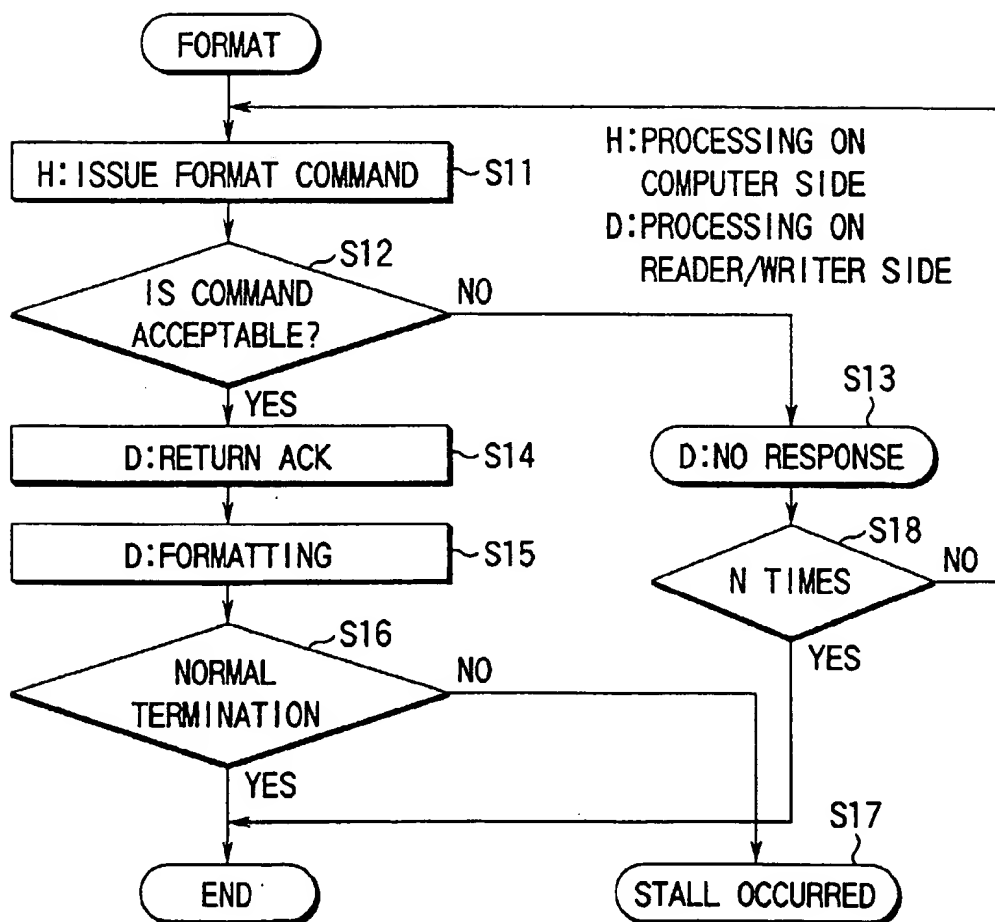 FORMAT
H:ISSUE FORMAT COMMAND
S11
H:PROCESSING ON
COMPUTER SIDE
D:PROCESSING ON
READER/WRITER SIDE
S12
IS COMMAND
ACCEPTABLE?
NO
YES
S13
D:NO RESPONSE
D:RETURN ACK
S14
D:FORMATTING
S15
S18
N TIMES
NO
YES
S16
NORMAL
TERMINATION
NO
YES
S17
END
STALL OCCURRED